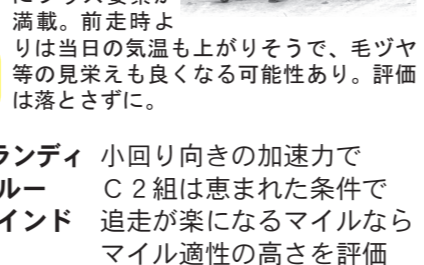 満載。前走時よ
りは当日の気温も上がりそうで、毛ヅヤ
等の見栄えも良くなる可能性あり。評価
は落とさずに。
ランディ 小回り向きの加速力で
ルー Ｃ２組は恵まれた条件で
インド 追走が楽になるマイルなら
マイル適性の高さを評価